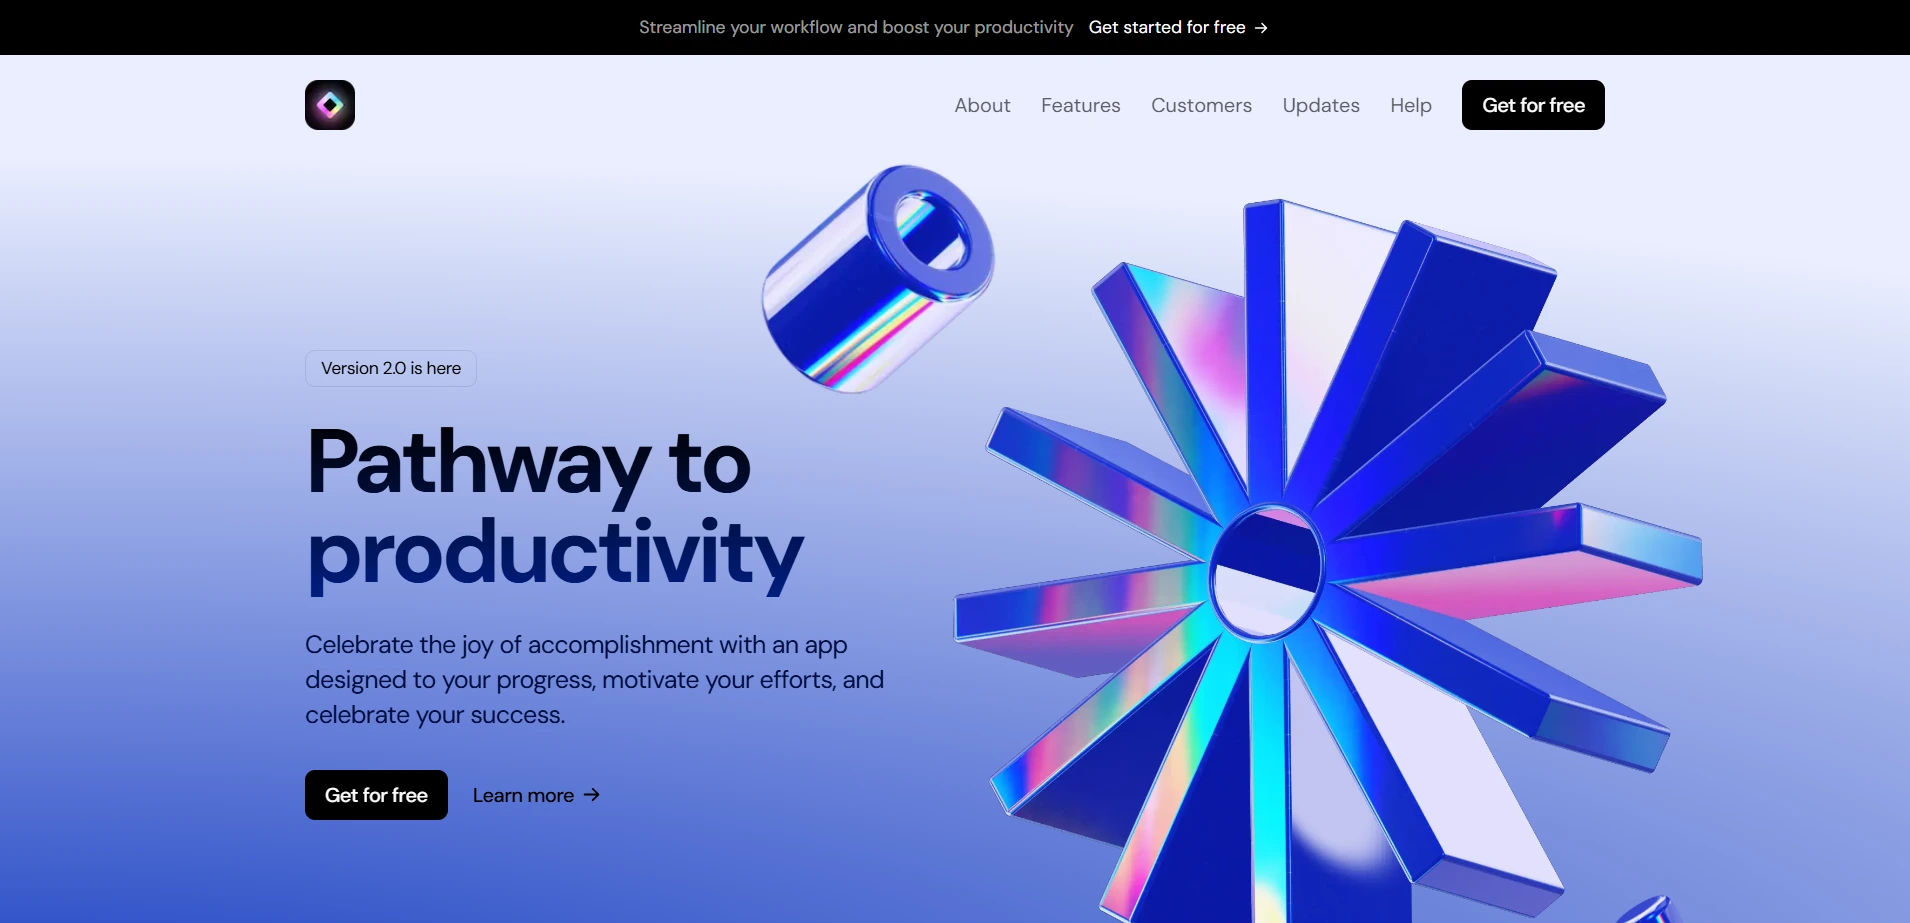 Streamline your workflow and boost your productivity Get started for free →
About Features Customers Updates Help Get for free
Version 2.0 is here
Pathway to
productivity
Celebrate the joy of accomplishment with an app
designed to your progress, motivate your efforts, and
celebrate your success.
Get for free Learn more →